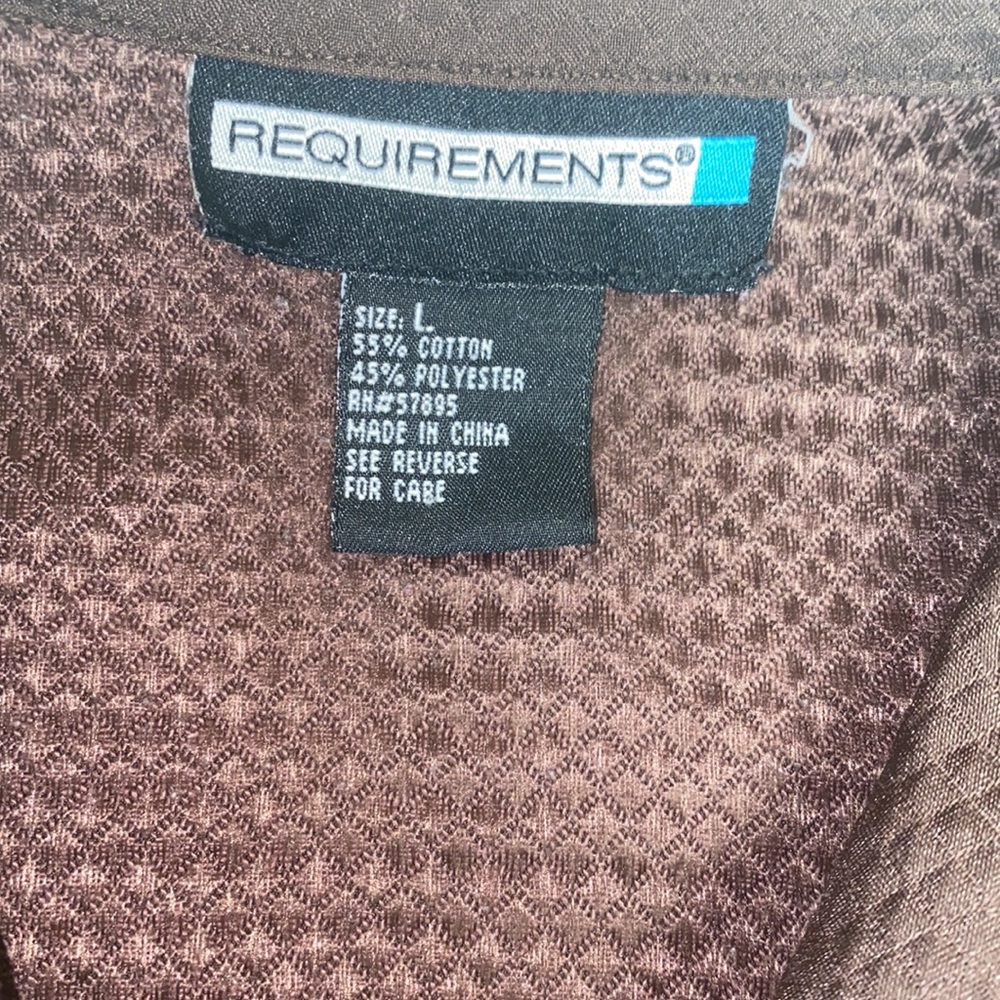 REQUIREMENTS®
SIZE: L
55% COTTON
45% POLYESTER
RN#57895
MADE IN CHINA
SEE REVERSE
FOR CARE